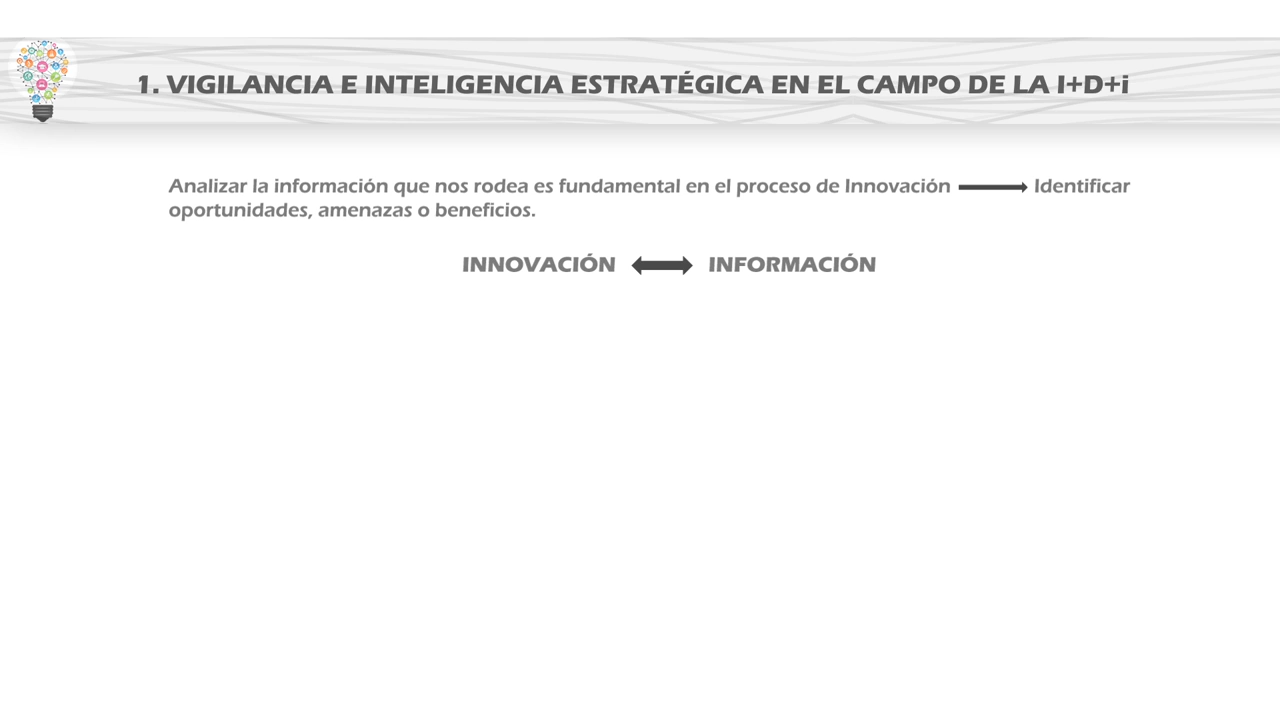 1. VIGILANCIA E INTELIGENCIA ESTRATÉGICA EN EL CAMPO DE LA I+D+i
Analizar la información que nos rodea es fundamental en el proceso de Innovación Identificar
oportunidades, amenazas o beneficios.
INNOVACIÓN INFORMACIÓN